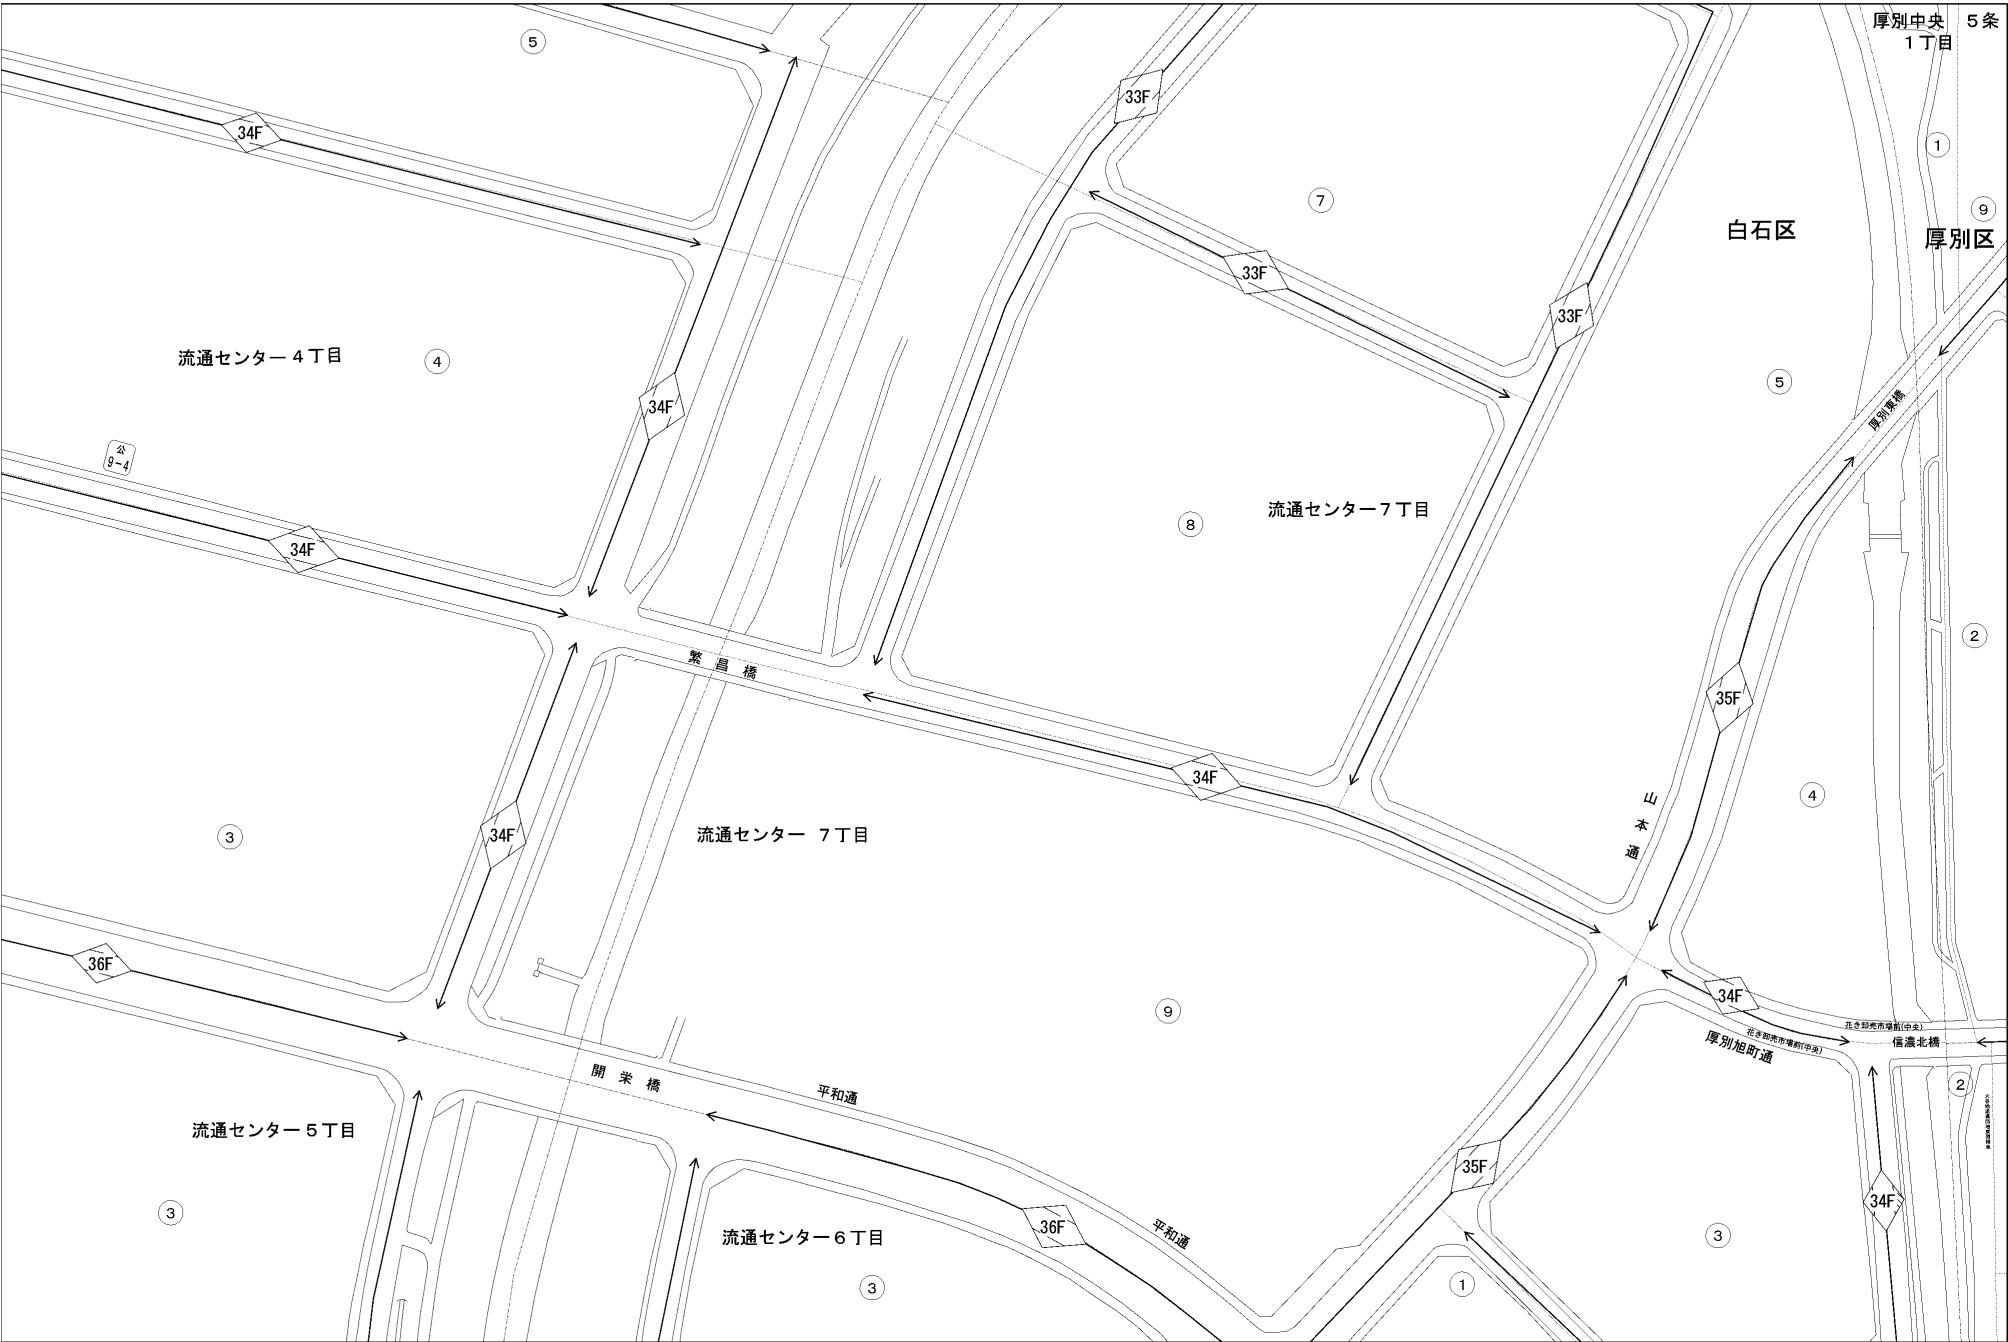 厚別中央　５条
１丁目
⑤
33F
34F
①
⑦
⑨
白石区
厚別区
33F
33F
流通センター４丁目
④
⑤
34F
厚別東橋
公
9-4
流通センター７丁目
⑧
34F
②
繁昌橋
35F
34F
④
山本通
③
34F
流通センター ７丁目
36F
34F
⑨
花き卸売市場前(中央)
花き卸売市場前(中央)
信濃北橋
厚別旭町通
開栄橋
平和通
②
流通センター５丁目
35F
34F
③
36F
平和通
流通センター６丁目
③
③
①